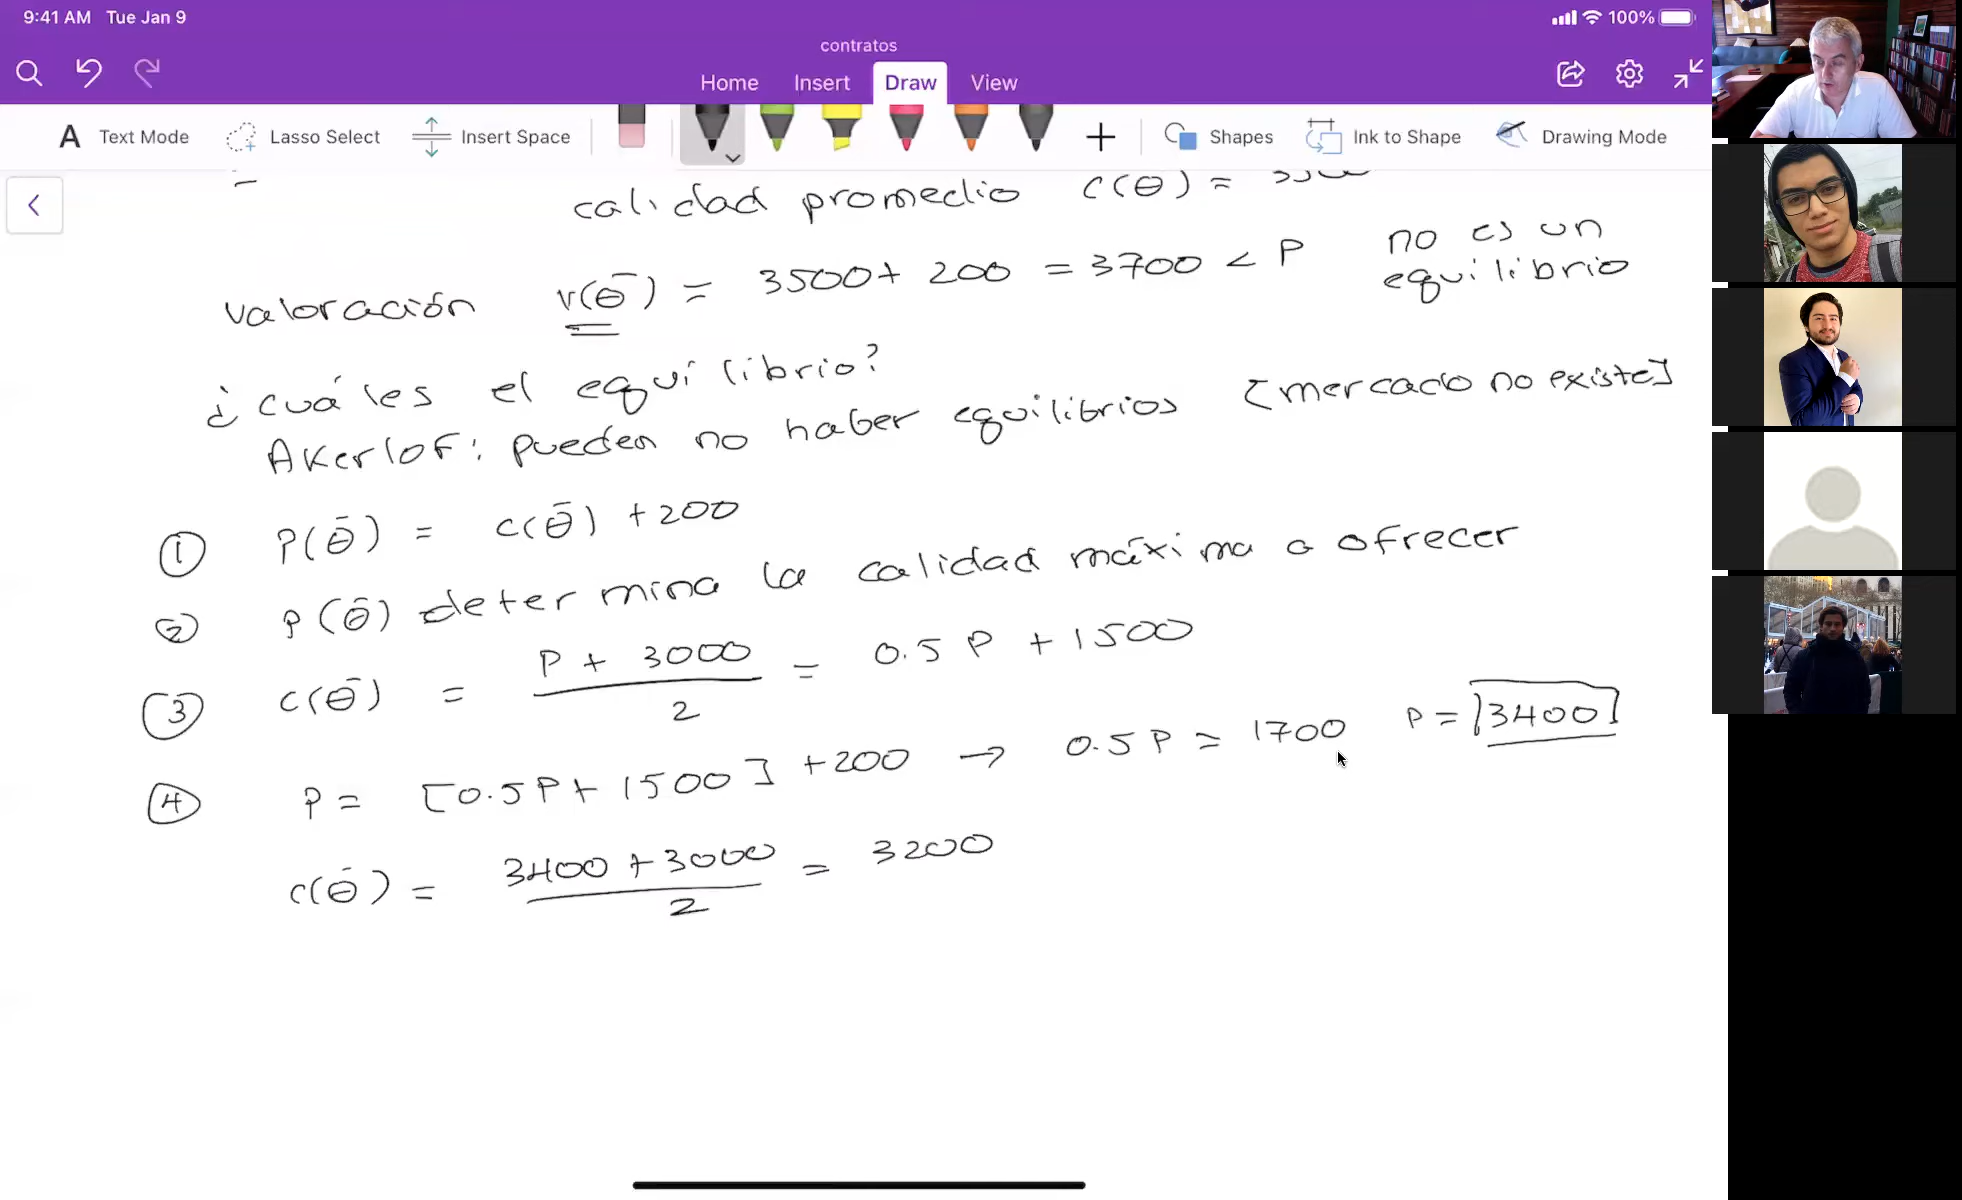 9:41 AM Tue Jan 9
100%
contratos
Home Insert Draw View
A Text Mode Lasso Select Insert Space Shapes Ink to Shape Drawing Mode
calidad promedio c(θ) =
valoración v(θ̄) = 3500 + 200 = 3700 < P no es un equilibrio
¿cuál es el equilibrio?
Akerlof: pueden no haber equilibrios [mercado no existe]
① P(θ̄) = c(θ̄) + 200
② P(θ̄) determina la calidad máxima a ofrecer
③ c(θ̄) = P + 3000 / 2 = 0.5 P + 1500
④ P = [0.5P + 1500] + 200 → 0.5 P = 1700 P = [3400]
c(θ̄) = 3400 + 3000 / 2 = 3200